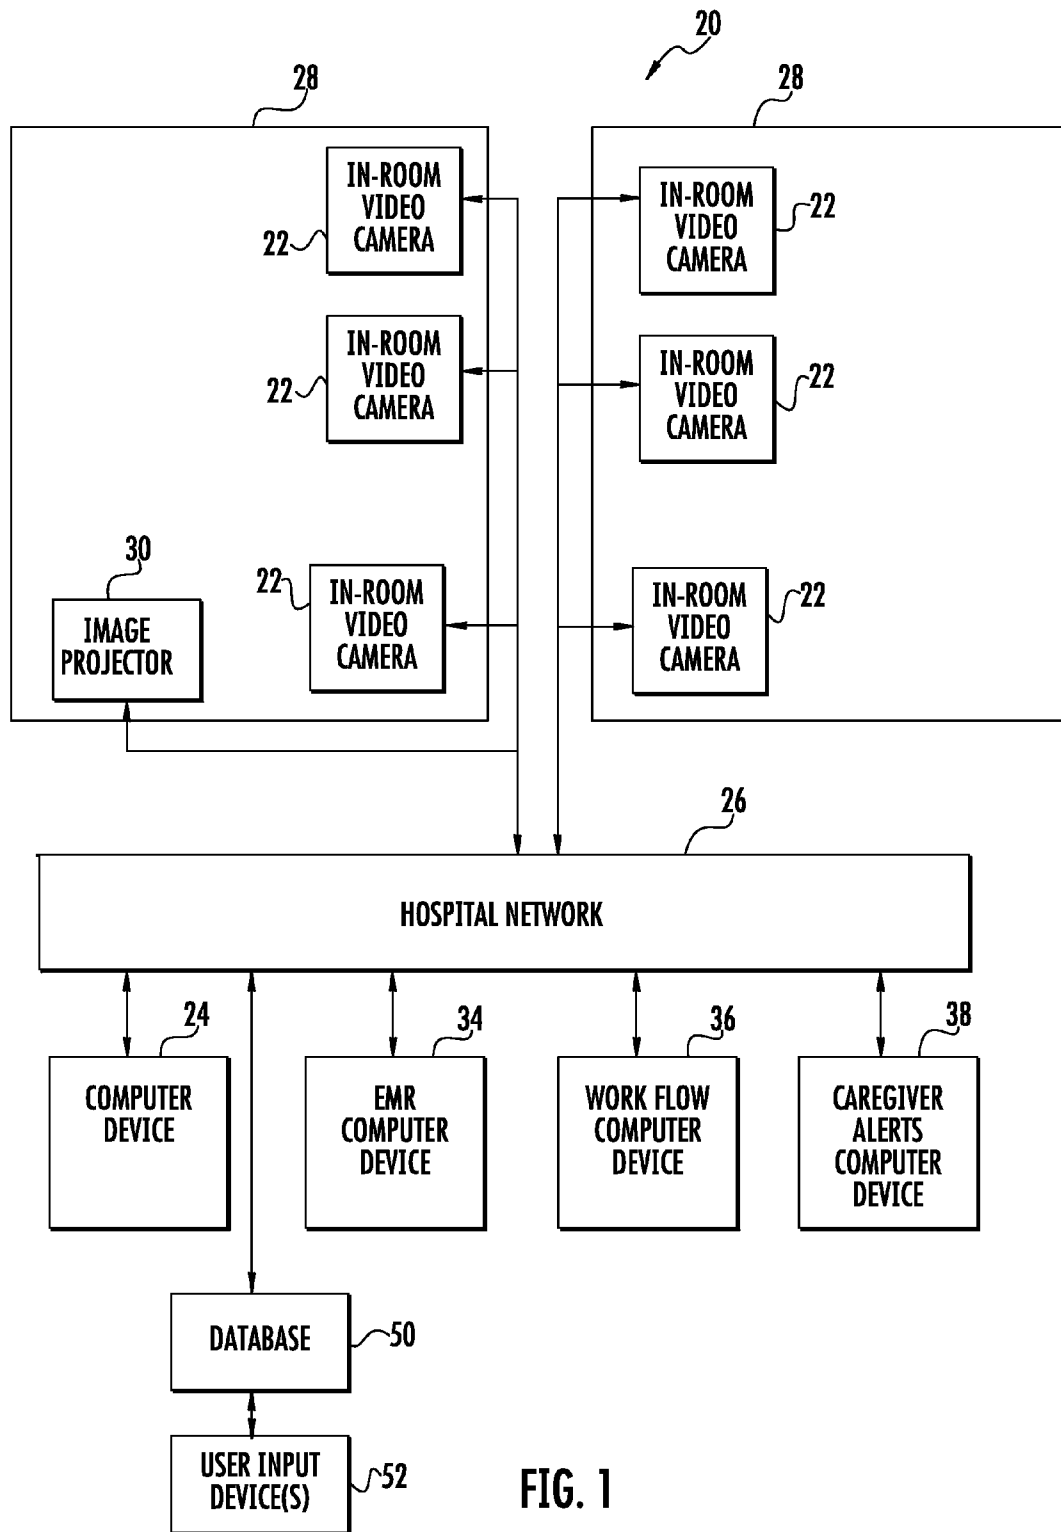 20
28
28
IN-ROOM
VIDEO
CAMERA
22
IN-ROOM
VIDEO
CAMERA
22
IN-ROOM
VIDEO
CAMERA
22
IN-ROOM
VIDEO
CAMERA
22
30
IMAGE
PROJECTOR
22
IN-ROOM
VIDEO
CAMERA
IN-ROOM
VIDEO
CAMERA
22
26
HOSPITAL NETWORK
24
COMPUTER
DEVICE
34
EMR
COMPUTER
DEVICE
36
WORK FLOW
COMPUTER
DEVICE
38
CAREGIVER
ALERTS
COMPUTER
DEVICE
DATABASE
50
USER INPUT
DEVICE(S)
52
FIG. 1